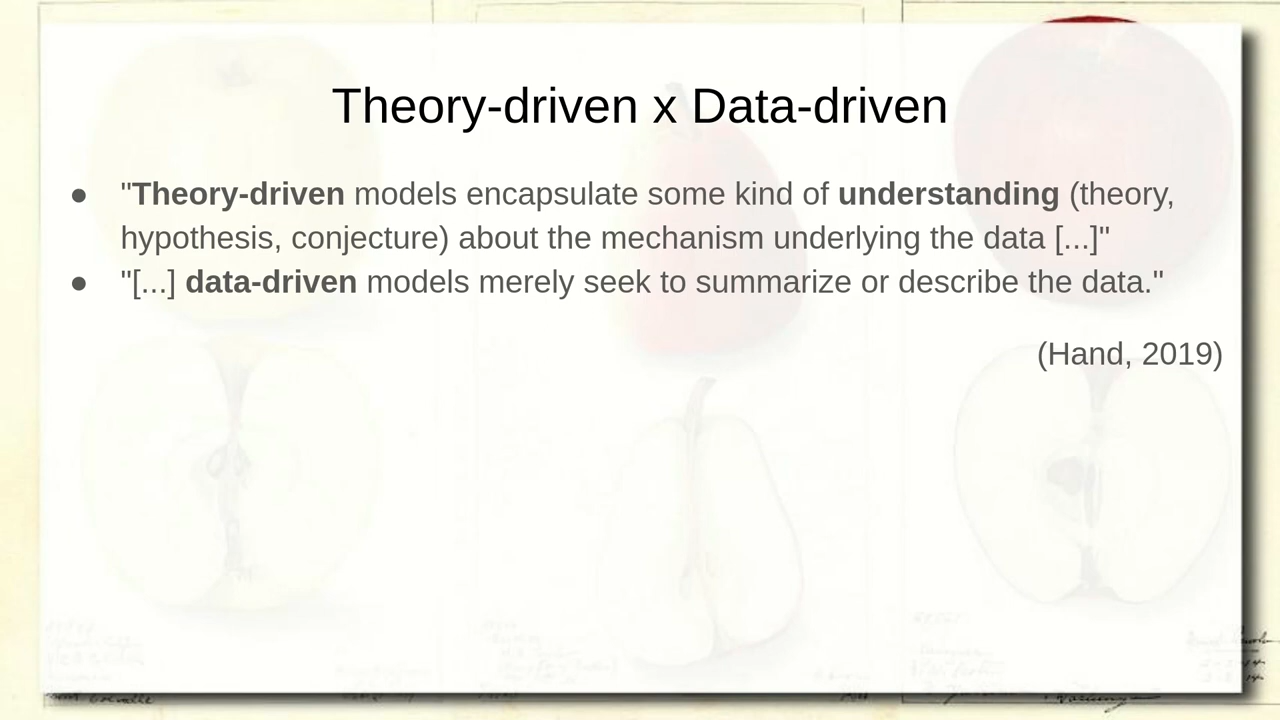 Theory-driven x Data-driven
● "Theory-driven models encapsulate some kind of understanding (theory,
hypothesis, conjecture) about the mechanism underlying the data [...]"
● "[...] data-driven models merely seek to summarize or describe the data."
(Hand, 2019)